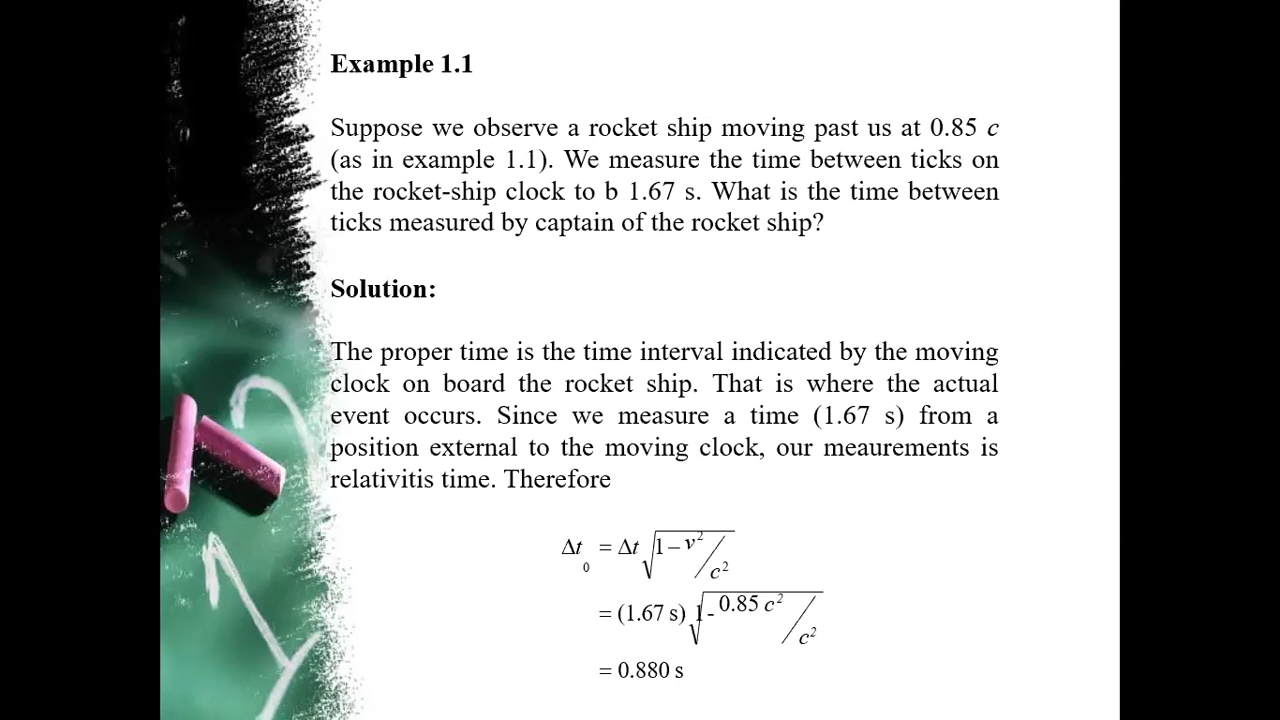 Example 1.1
Suppose we observe a rocket ship moving past us at 0.85 c
(as in example 1.1). We measure the time between ticks on
the rocket-ship clock to b 1.67 s. What is the time between
ticks measured by captain of the rocket ship?
Solution:
The proper time is the time interval indicated by the moving
clock on board the rocket ship. That is where the actual
event occurs. Since we measure a time (1.67 s) from a
position external to the moving clock, our meaurements is
relativitis time. Therefore
Δt₀ = Δt √1 – v²/c²
= (1.67 s) √1 - 0.85 c²/c²
= 0.880 s